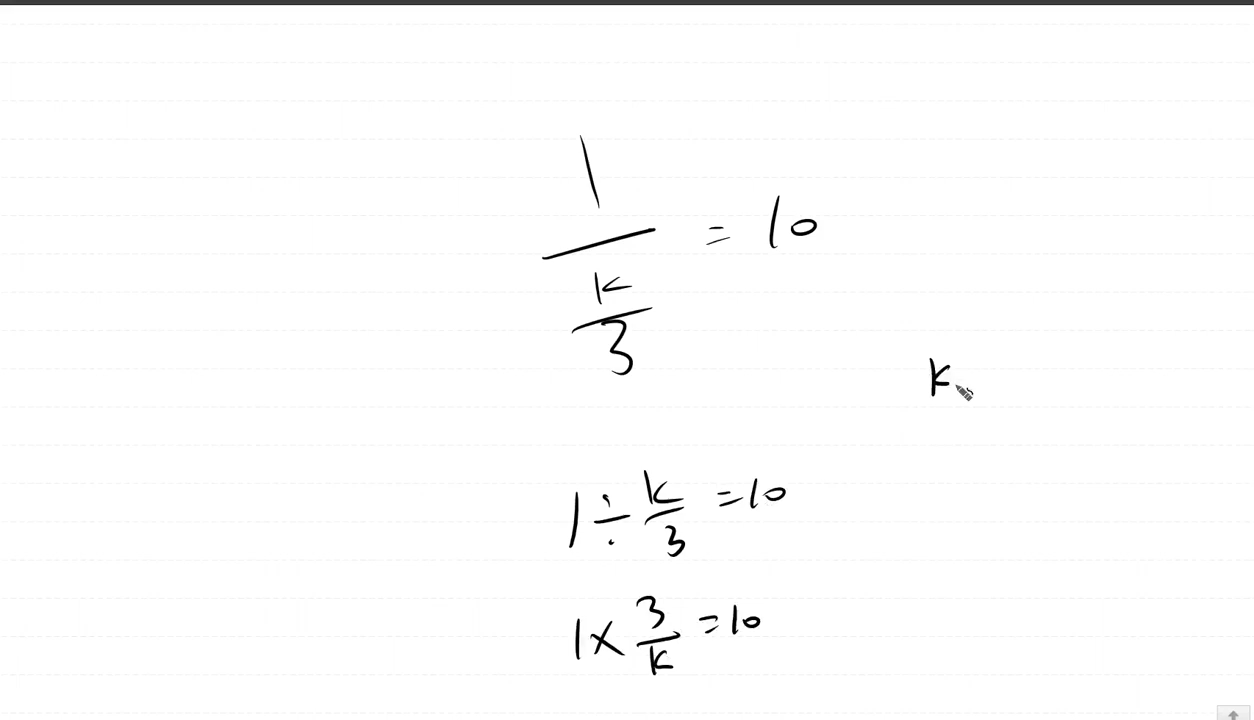 1
= 10
k
3
k
1 ÷ k/3 = 10
1 × 3/k = 10